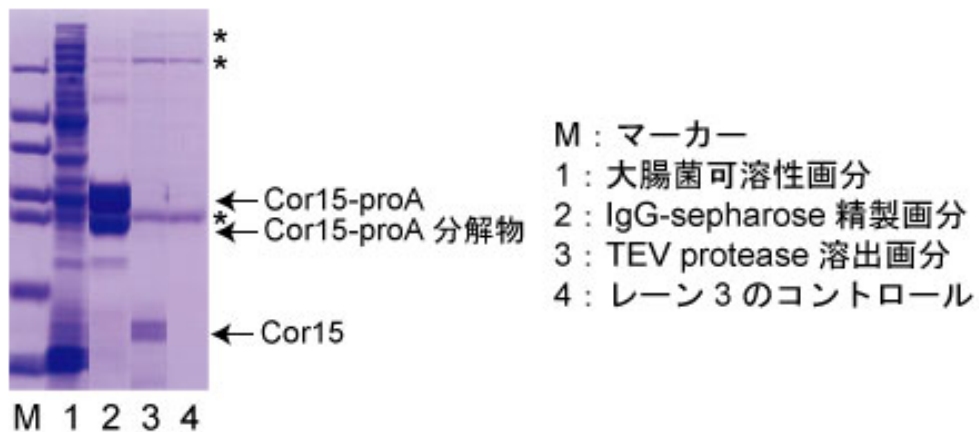 *
*
Cor15-proA
*
Cor15-proA 分解物
Cor15
M 1 2 3 4
M：マーカー
1：大腸菌可溶性画分
2：IgG-sepharose 精製画分
3：TEV protease 溶出画分
4：レーン 3 のコントロール